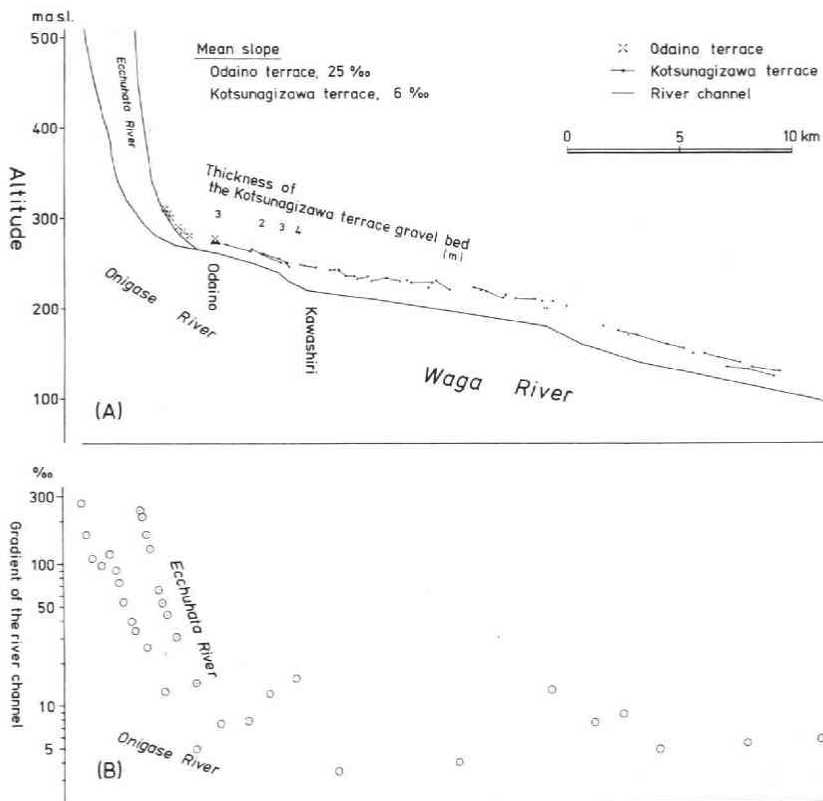 m a.s.l.
500
400
300
200
100
Altitude
Ecchuhata River
Mean slope
Odaino terrace, 25 ‰
Kotsunagizawa terrace, 6 ‰
Odaino terrace
Kotsunagizawa terrace
River channel
0 5 10 km
Thickness of
the Kotsunagizawa terrace gravel bed
(m)
3 2 3 4
Onigase River
Odaino
Kawashiri
Waga River
(A)
‰
300
100
50
10
5
Gradient of the river channel
Ecchuhata River
Onigase River
(B)